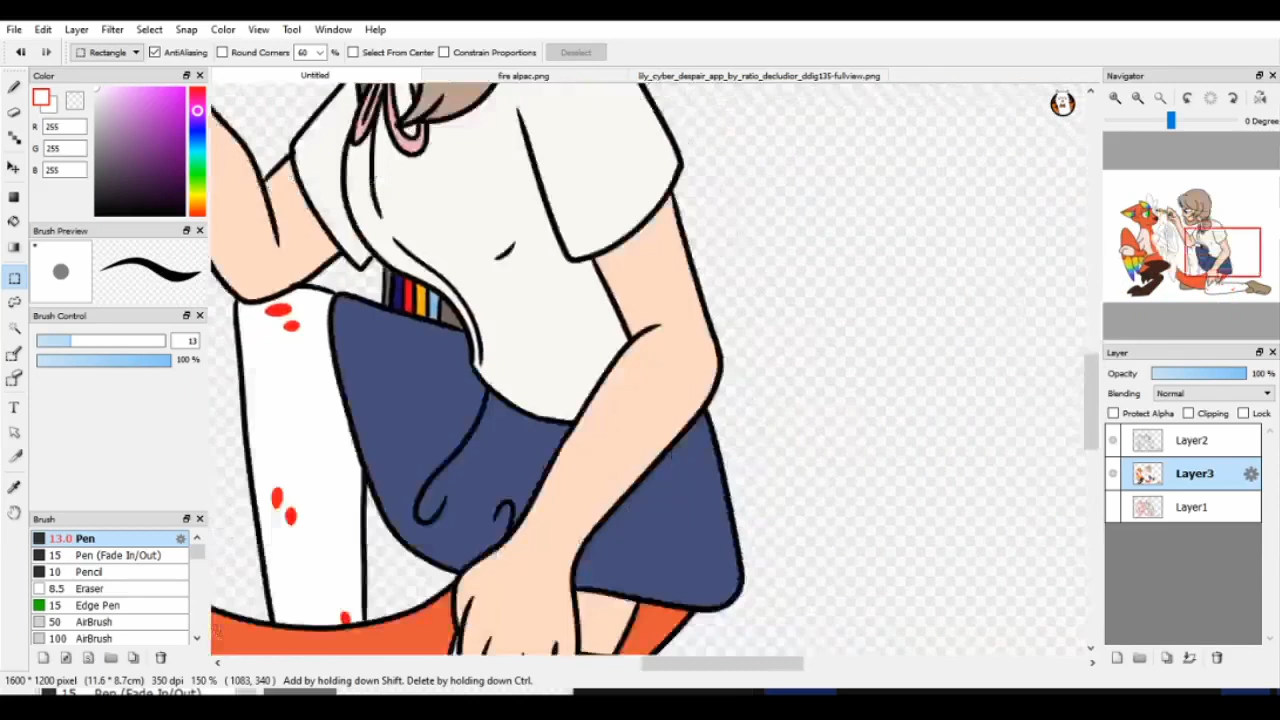 File Edit Layer Filter Select Snap Color View Tool Window Help
Rectangle AntiAliasing Round Corners 60 % Select From Center Constrain Proportions Deselect
Color
Untitled
fire alpac.png
lily_cyber_despair_app_by_ratio_decludior_ddig135-fullview.png
Navigator
R 255
G 255
B 255
0 Degree
Brush Preview
*
Brush Control
13
100 %
Layer
Opacity 100 %
Blending Normal
Protect Alpha Clipping Lock
Layer2
Layer3
Layer1
Brush
13.0 Pen
15 Pen (Fade In/Out)
10 Pencil
8.5 Eraser
15 Edge Pen
50 AirBrush
100 AirBrush
1600 * 1200 pixel (11.6 * 8.7cm) 350 dpi 150 % ( 1083, 340 ) Add by holding down Shift. Delete by holding down Ctrl.
15 Pen (Fade In/Out)